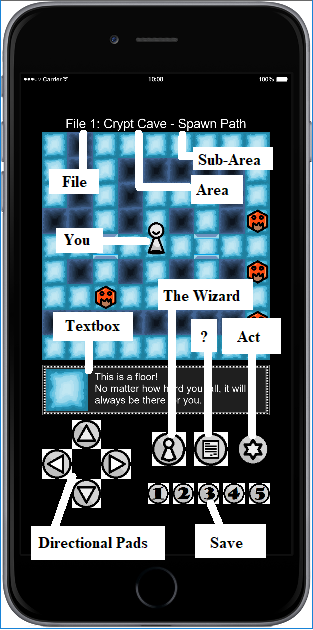 Carrier 10:00 100%
File 1: Crypt Cave - Spawn Path
Sub-Area
File
Area
You
The Wizard
Textbox
?
Act
This is a floor!
No matter how hard you fall, it will
always be there for you.
1 2 3 4 5
Directional Pads
Save